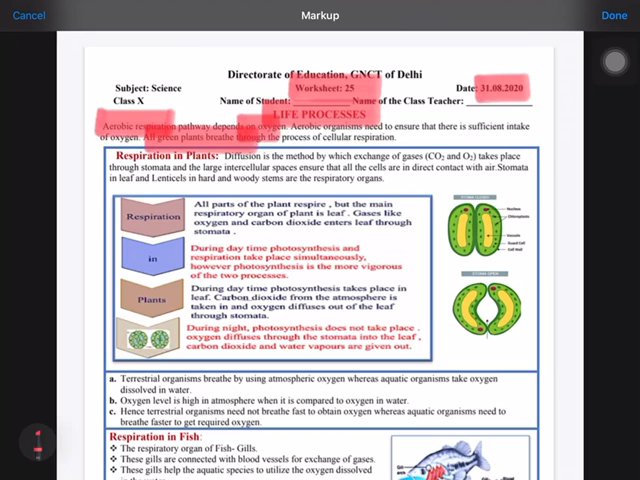 Cancel
Markup
Done
Directorate of Education, GNCT of Delhi
Subject: Science
Worksheet: 25
Date: 31.08.2020
Class X
Name of Student: ____________ Name of the Class Teacher: ____________
LIFE PROCESSES
Aerobic respiration pathway depends on oxygen. Aerobic organisms need to ensure that there is sufficient intake
of oxygen. All green plants breathe through the process of cellular respiration.
Respiration in Plants: Diffusion is the method by which exchange of gases (CO2 and O2) takes place
through stomata and the large intercellular spaces ensure that all the cells are in direct contact with air.Stomata
in leaf and Lenticels in hard and woody stems are the respiratory organs.
Respiration
All parts of the plant respire , but the main
respiratory organ of plant is leaf . Gases like
oxygen and carbon dioxide enters leaf through
stomata .
in
During day time photosynthesis and
respiration take place simultaneously,
however photosynthesis is the more vigorous
of the two processes.
Plants
During day time photosynthesis takes place in
leaf. Carbon dioxide from the atmosphere is
taken in and oxygen diffuses out of the leaf
through stomata.
During night, photosynthesis does not take place .
oxygen diffuses through the stomata into the leaf ,
carbon dioxide and water vapours are given out.
Nucleus
Chloroplasts
Vacuole
Guard Cell
Cell Wall
STOMA OPEN
a. Terrestrial organisms breathe by using atmospheric oxygen whereas aquatic organisms take oxygen
dissolved in water.
b. Oxygen level is high in atmosphere when it is compared to oxygen in water.
c. Hence terrestrial organisms need not breathe fast to obtain oxygen whereas aquatic organisms need to
breathe faster to get required oxygen.
Respiration in Fish:
❖ The respiratory organ of Fish- Gills.
❖ These gills are connected with blood vessels for exchange of gases.
❖ These gills help the aquatic species to utilize the oxygen dissolved